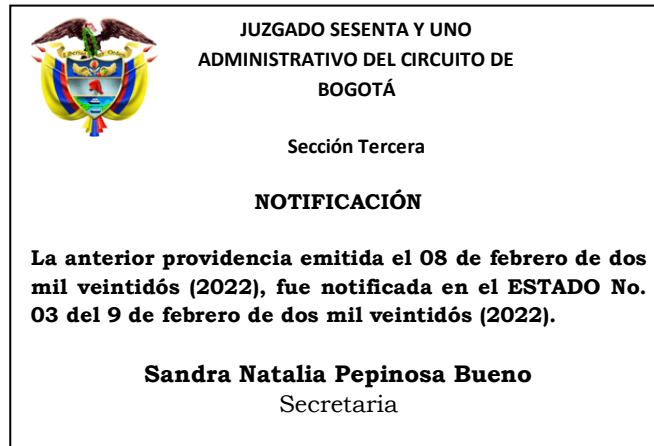 JUZGADO SESENTA Y UNO
ADMINISTRATIVO DEL CIRCUITO DE
BOGOTÁ
Sección Tercera
NOTIFICACIÓN
La anterior providencia emitida el 08 de febrero de dos
mil veintidós (2022), fue notificada en el ESTADO No.
03 del 9 de febrero de dos mil veintidós (2022).
Sandra Natalia Pepinosa Bueno
Secretaria